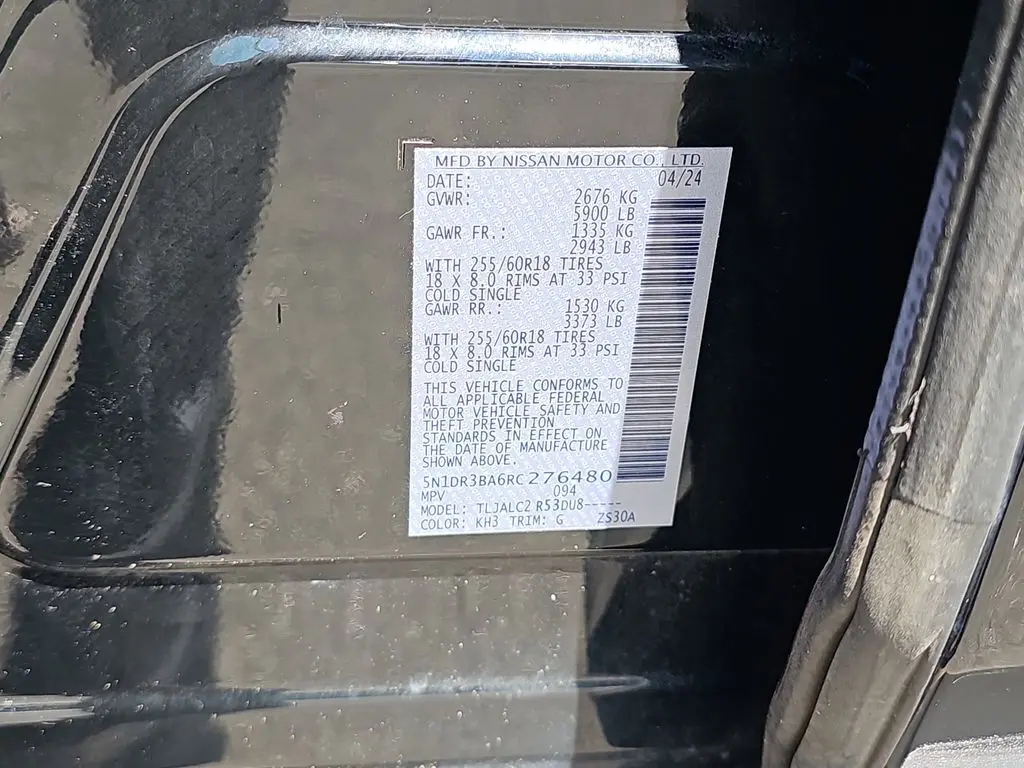 MFD BY NISSAN MOTOR CO., LTD.
DATE: 04/24
GVWR: 2676 KG
5900 LB
GAWR FR.: 1335 KG
2943 LB
WITH 255/60R18 TIRES
18 X 8.0 RIMS AT 33 PSI
COLD SINGLE
GAWR RR.: 1530 KG
3373 LB
WITH 255/60R18 TIRES
18 X 8.0 RIMS AT 33 PSI
COLD SINGLE
THIS VEHICLE CONFORMS TO
ALL APPLICABLE FEDERAL
MOTOR VEHICLE SAFETY AND
THEFT PREVENTION
STANDARDS IN EFFECT ON
THE DATE OF MANUFACTURE
SHOWN ABOVE.
5N1DR3BA6RC276480
MPV 094
MODEL: TLJALC2 R53DU8-----
COLOR: KH3 TRIM: G ZS30A